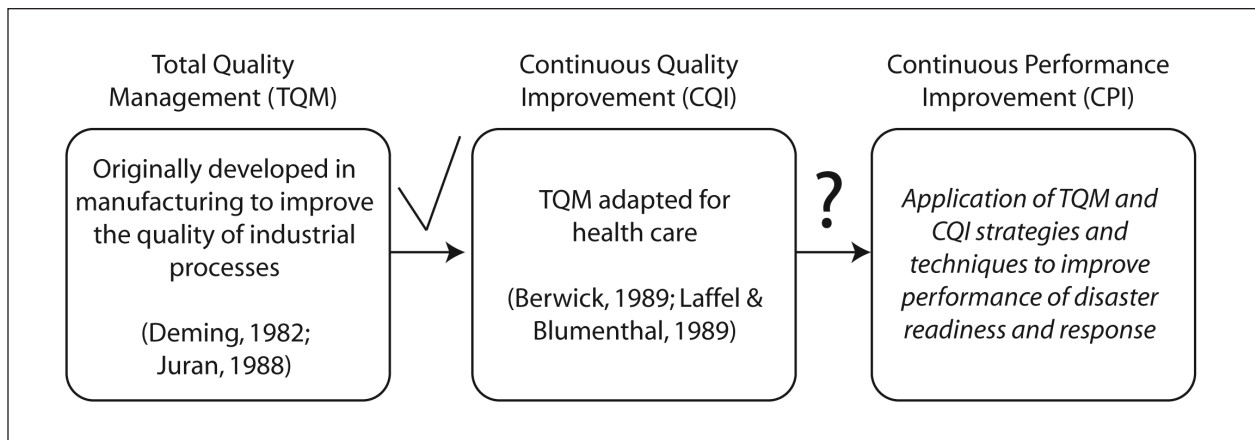 Total Quality
Management (TQM)
Originally developed in
manufacturing to improve
the quality of industrial
processes
(Deming, 1982;
Juran, 1988)
Continuous Quality
Improvement (CQI)
TQM adapted for
health care
(Berwick, 1989; Laffel &
Blumenthal, 1989)
?
Continuous Performance
Improvement (CPI)
Application of TQM and
CQI strategies and
techniques to improve
performance of disaster
readiness and response